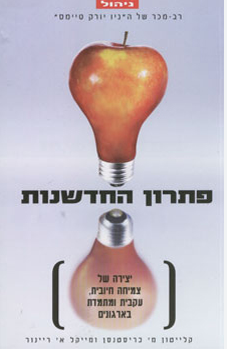 ניהול
רב-מכר של ה"ניו יורק טיימס"
פתרון החדשנות
יצירה של
צמיחה חיובית,
עקבית ומתמדת
בארגונים
קלייטון מ׳ כריסטנסן ומייקל אי ריינור